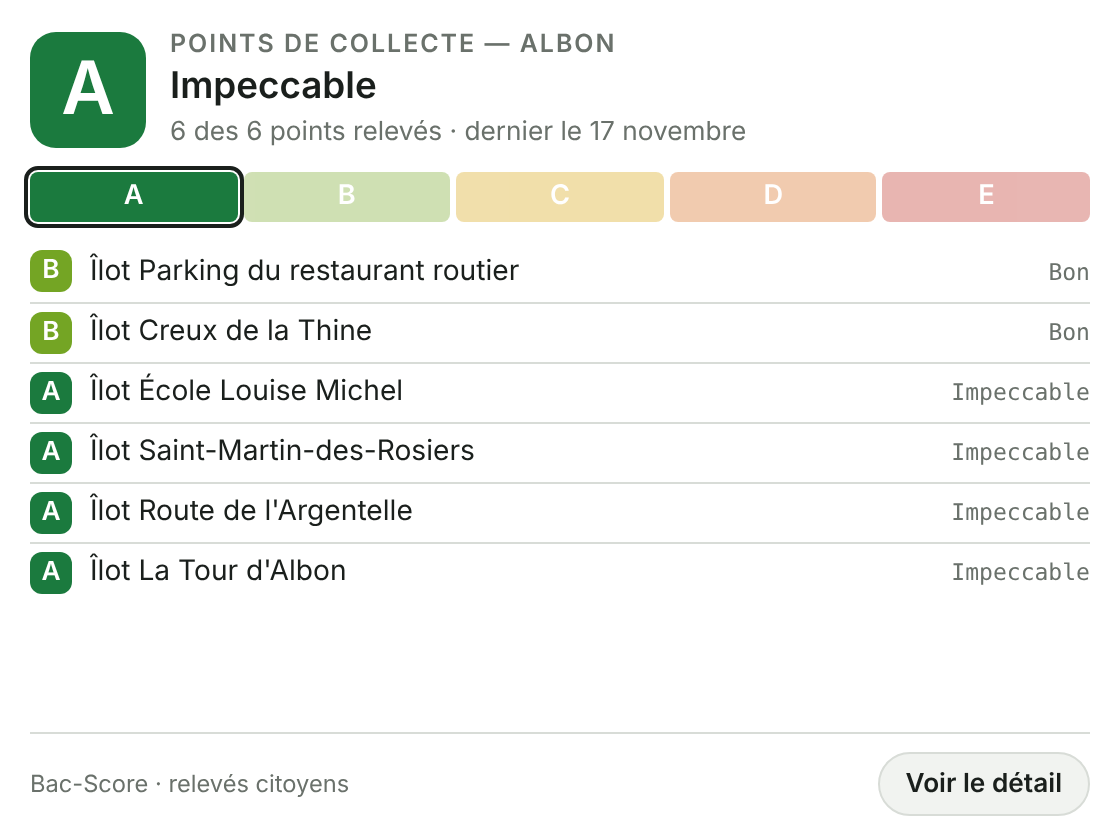 A
POINTS DE COLLECTE — ALBON
Impeccable
6 des 6 points relevés · dernier le 17 novembre
A B C D E
B Îlot Parking du restaurant routier Bon
B Îlot Creux de la Thine Bon
A Îlot École Louise Michel Impeccable
A Îlot Saint-Martin-des-Rosiers Impeccable
A Îlot Route de l'Argentelle Impeccable
A Îlot La Tour d'Albon Impeccable
Bac-Score · relevés citoyens Voir le détail